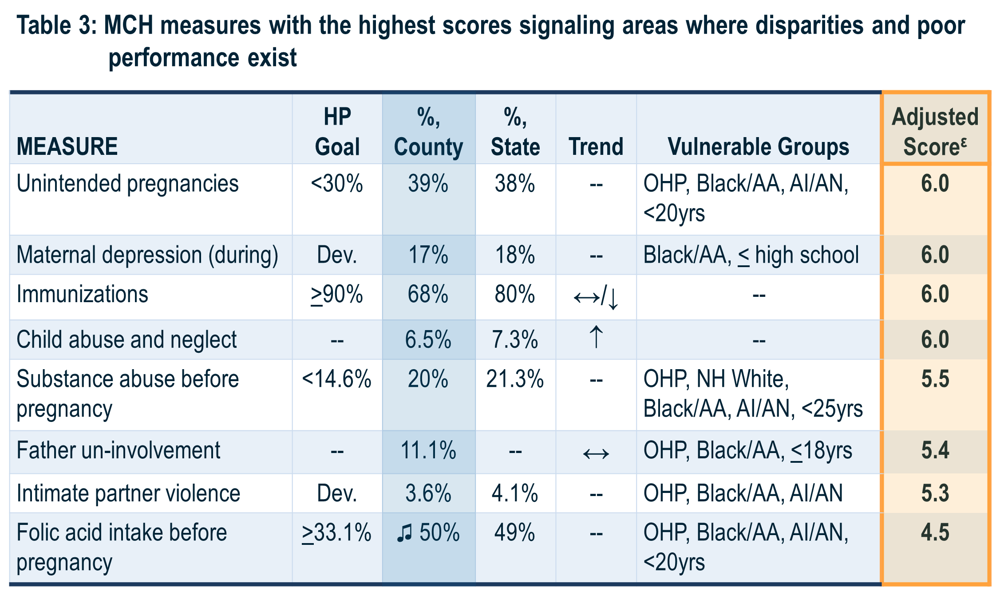 Table 3: MCH measures with the highest scores signaling areas where disparities and poor
performance exist
MEASURE HP Goal %, County %, State Trend Vulnerable Groups Adjusted Scoreᵋ
Unintended pregnancies <30% 39% 38% -- OHP, Black/AA, AI/AN, 6.0
<20yrs
Maternal depression (during) Dev. 17% 18% -- Black/AA, ≤ high school 6.0
Immunizations ≥90% 68% 80% ↔/↓ -- 6.0
Child abuse and neglect -- 6.5% 7.3% ↑ -- 6.0
Substance abuse before <14.6% 20% 21.3% -- OHP, NH White, 5.5
pregnancy Black/AA, AI/AN, <25yrs
Father un-involvement -- 11.1% -- ↔ OHP, Black/AA, ≤18yrs 5.4
Intimate partner violence Dev. 3.6% 4.1% -- OHP, Black/AA, AI/AN 5.3
Folic acid intake before ≥33.1% ♫ 50% 49% -- OHP, Black/AA, AI/AN, 4.5
pregnancy <20yrs